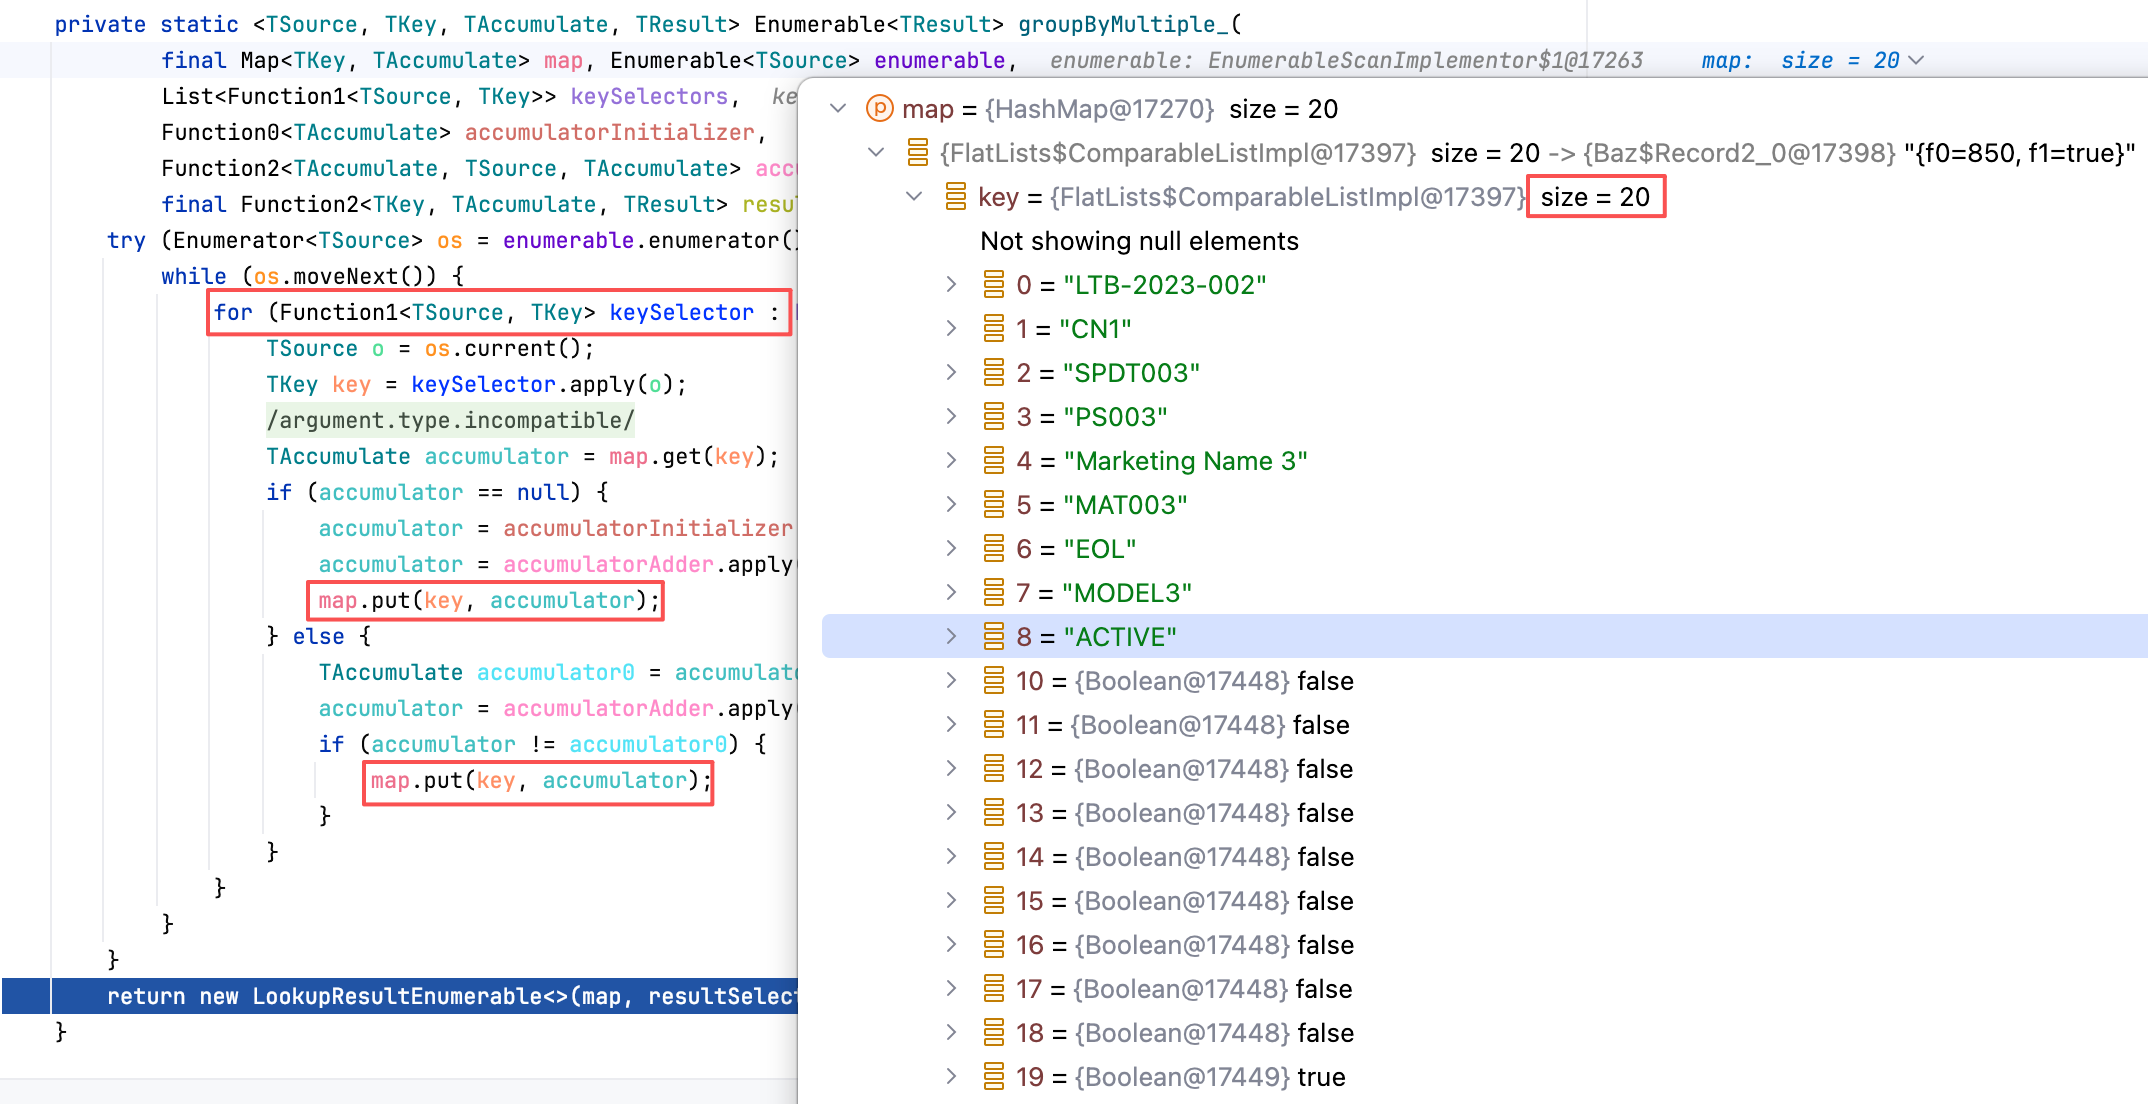 private static <TSource, TKey, TAccumulate, TResult> Enumerable<TResult> groupByMultiple_(
final Map<TKey, TAccumulate> map, Enumerable<TSource> enumerable,   enumerable: EnumerableScanImplementor$1@17263   map:  size = 20
List<Function1<TSource, TKey>> keySelectors,   ke
Function0<TAccumulate> accumulatorInitializer,
Function2<TAccumulate, TSource, TAccumulate> acc
final Function2<TKey, TAccumulate, TResult> resu
try (Enumerator<TSource> os = enumerable.enumerator()
while (os.moveNext()) {
for (Function1<TSource, TKey> keySelector :
TSource o = os.current();
TKey key = keySelector.apply(o);
/argument.type.incompatible/
TAccumulate accumulator = map.get(key);
if (accumulator == null) {
accumulator = accumulatorInitializer
accumulator = accumulatorAdder.apply(
map.put(key, accumulator);
} else {
TAccumulate accumulator0 = accumulato
accumulator = accumulatorAdder.apply(
if (accumulator != accumulator0) {
map.put(key, accumulator);
}
}
}
}
}
return new LookupResultEnumerable<>(map, resultSelect
}
map = {HashMap@17270}  size = 20
{FlatLists$ComparableListImpl@17397}  size = 20 -> {Baz$Record2_0@17398} "{f0=850, f1=true}"
key = {FlatLists$ComparableListImpl@17397}  size = 20
Not showing null elements
0 = "LTB-2023-002"
1 = "CN1"
2 = "SPDT003"
3 = "PS003"
4 = "Marketing Name 3"
5 = "MAT003"
6 = "EOL"
7 = "MODEL3"
8 = "ACTIVE"
10 = {Boolean@17448} false
11 = {Boolean@17448} false
12 = {Boolean@17448} false
13 = {Boolean@17448} false
14 = {Boolean@17448} false
15 = {Boolean@17448} false
16 = {Boolean@17448} false
17 = {Boolean@17448} false
18 = {Boolean@17448} false
19 = {Boolean@17449} true